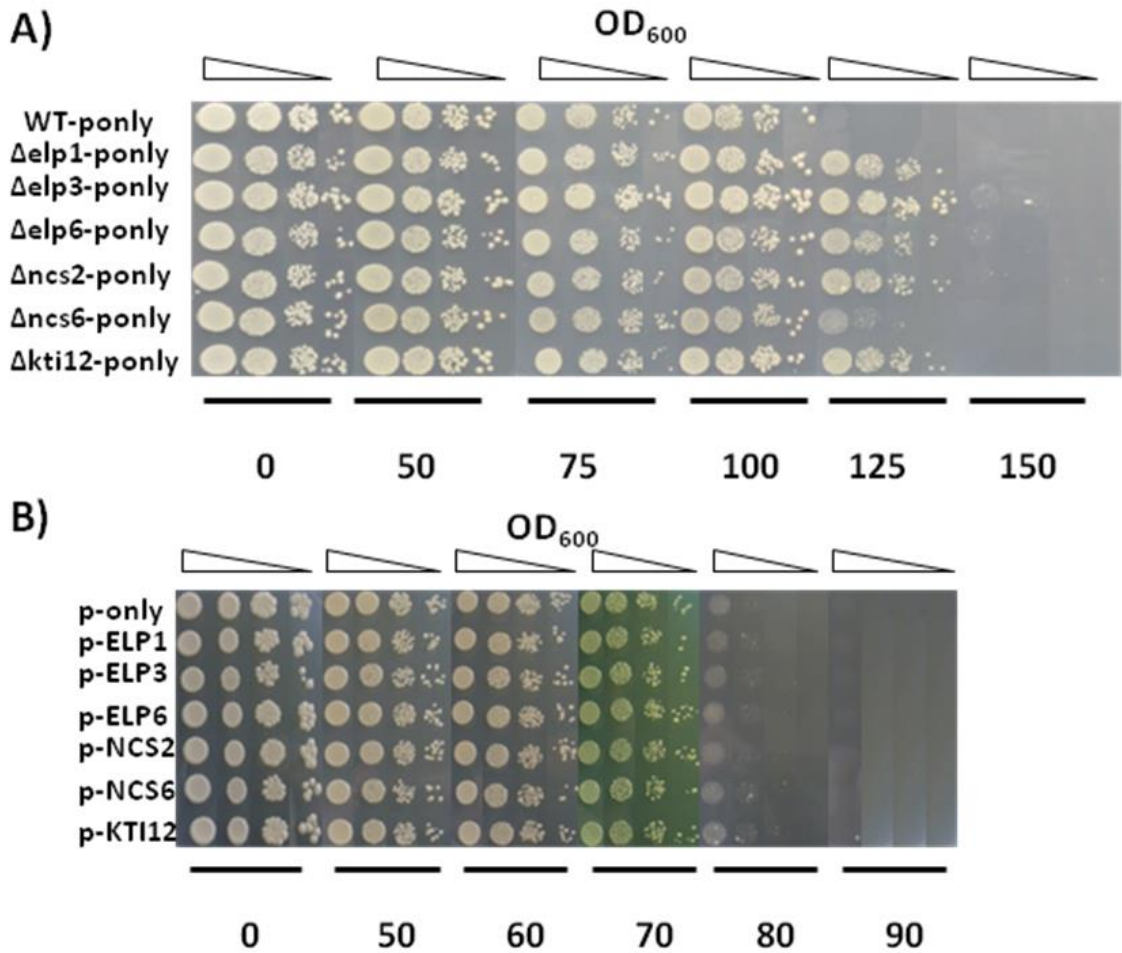 A)
OD600
WT-ponly
Δelp1-ponly
Δelp3-ponly
Δelp6-ponly
Δncs2-ponly
Δncs6-ponly
Δkti12-ponly
0 50 75 100 125 150
B)
OD600
p-only
p-ELP1
p-ELP3
p-ELP6
p-NCS2
p-NCS6
p-KTI12
0 50 60 70 80 90